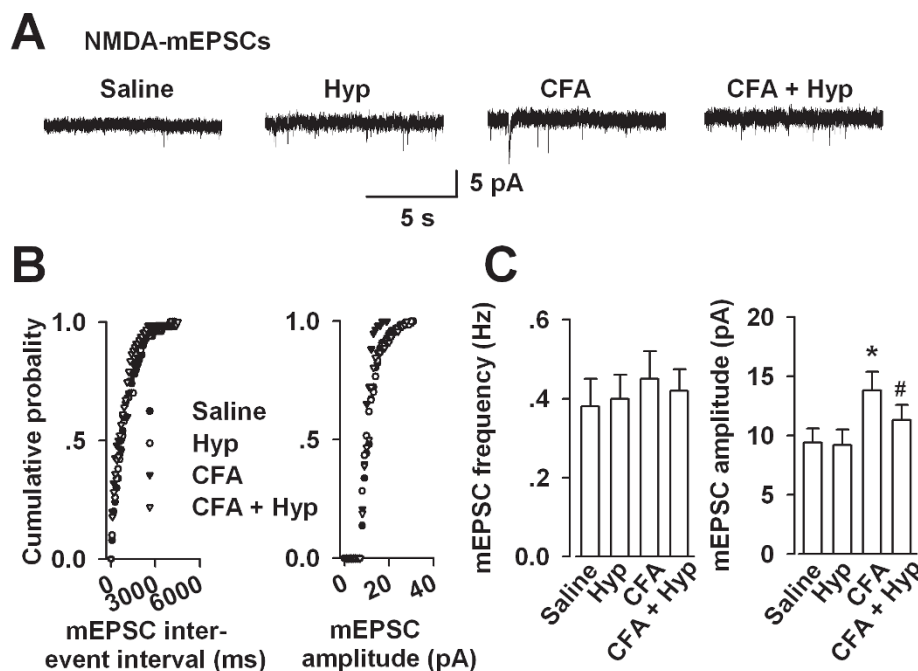 A
NMDA-mEPSCs
Saline
Hyp
CFA
CFA + Hyp
5 pA
5 s
B
Cumulative probality
1.0
.5
0.0
0
3000
6000
mEPSC inter-
event interval (ms)
Saline
Hyp
CFA
CFA + Hyp
1.0
.5
0.0
0
20
40
mEPSC
amplitude (pA)
C
mEPSC frequency (Hz)
.6
.4
.2
0.0
Saline
Hyp
CFA
CFA + Hyp
mEPSC amplitude (pA)
20
15
10
5
0
*
#
Saline
Hyp
CFA
CFA + Hyp